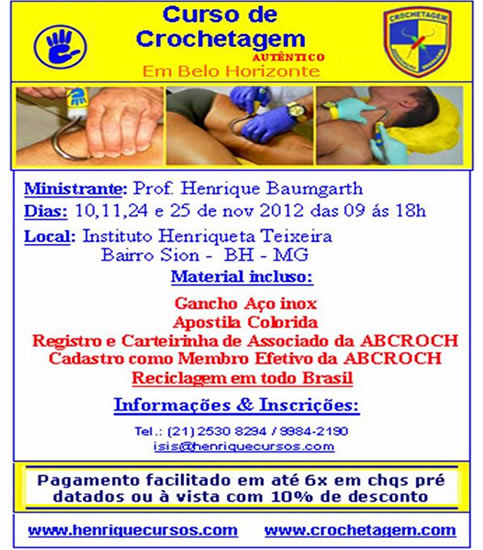 Curso de
Crochetagem
AUTÊNTICO
Em Belo Horizonte
CROCHETAGEM
Ministrante: Prof. Henrique Baumgarth
Dias: 10,11,24 e 25 de nov 2012 das 09 ás 18h
Local: Instituto Henriqueta Teixeira
Bairro Sion - BH - MG
Material incluso:
Gancho Aço inox
Apostila Colorida
Registro e Carteirinha de Associado da ABCROCH
Cadastro como Membro Efetivo da ABCROCH
Reciclagem em todo Brasil
Informações & Inscrições:
Tel.: (21) 2530 8294 / 9984-2190
isis@henriquecursos.com
Pagamento facilitado em até 6x em chqs pré
datados ou à vista com 10% de desconto
www.henriquecursos.com www.crochetagem.com